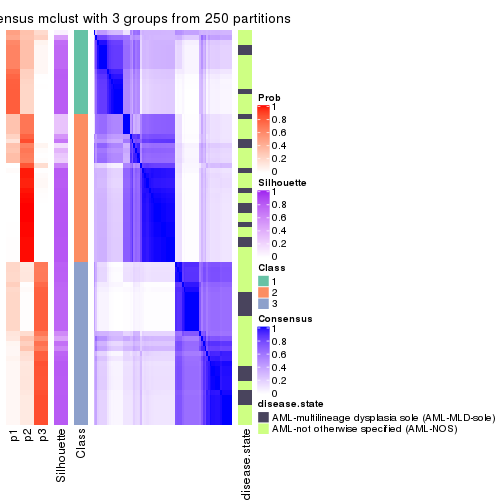 ensus mclust with 3 groups from 250 partitions
Prob
1
0.8
0.6
0.4
0.2
0
Silhouette
1
0.8
0.6
0.4
0.2
0
Class
1
2
3
Consensus
1
0.8
0.6
0.4
0.2
0
disease.state
AML-multilineage dysplasia sole (AML-MLD-sole)
AML-not otherwise specified (AML-NOS)
p1
p2
p3
Silhouette
Class
disease.state